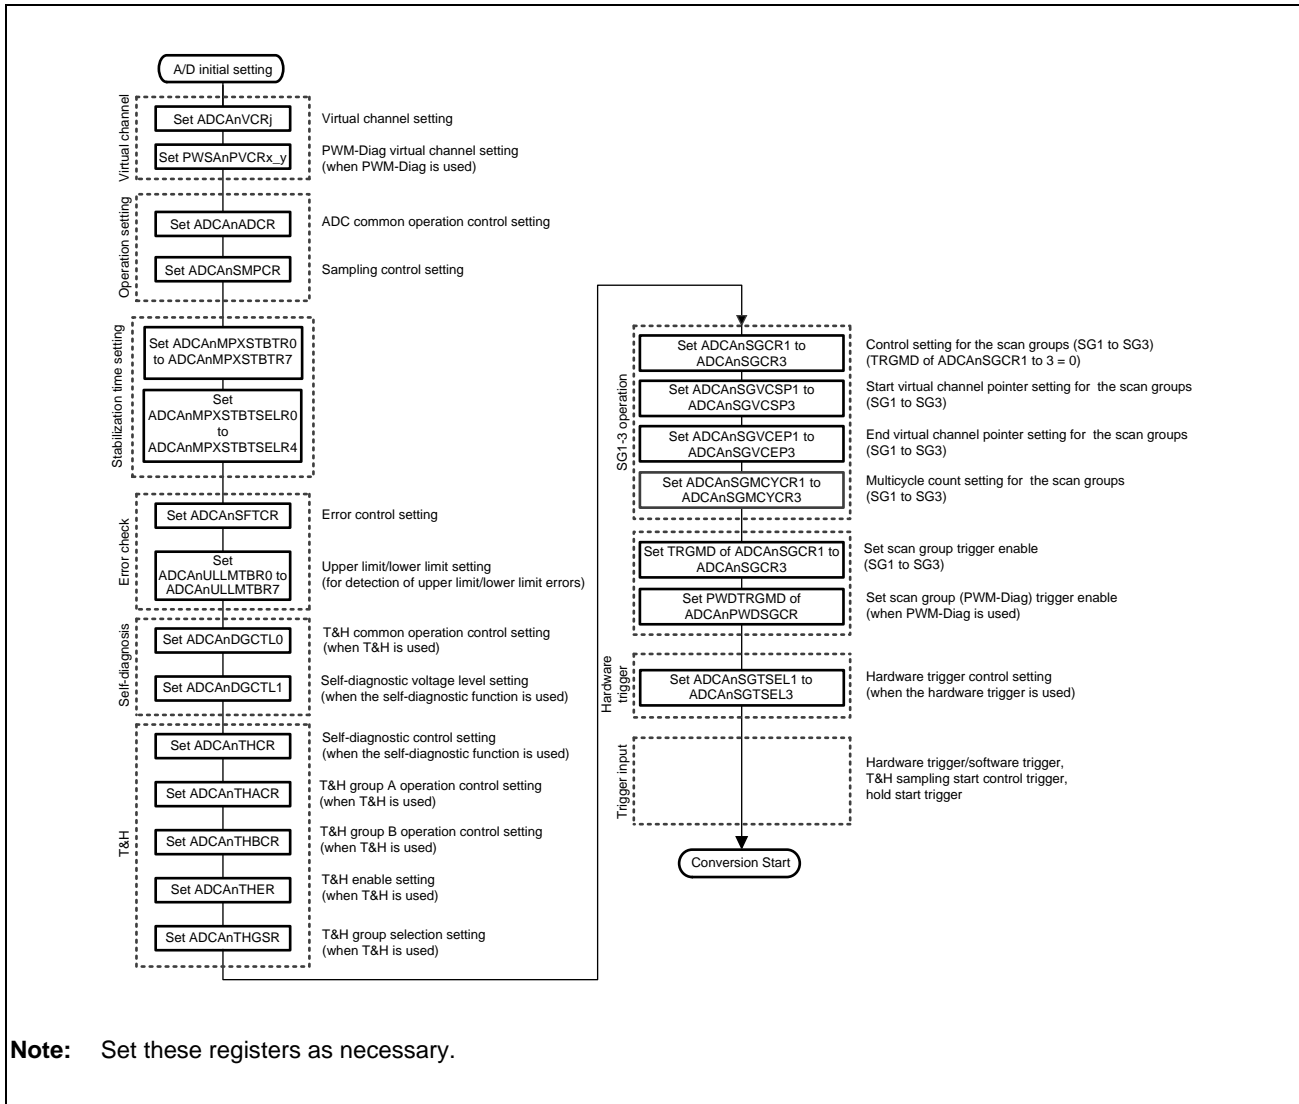 A/D initial setting
Virtual channel
Set ADCAnVCRj
Virtual channel setting
Set PWSAnPVCRx_y
PWM-Diag virtual channel setting
(when PWM-Diag is used)
Operation setting
Set ADCAnADCR
ADC common operation control setting
Set ADCAnSMPCR
Sampling control setting
Stabilization time setting
Set ADCAnMPXSTBTR0
to ADCAnMPXSTBTR7
Set
ADCAnMPXSTBTSELR0
to
ADCAnMPXSTBTSELR4
Error check
Set ADCAnSFTCR
Error control setting
Set
ADCAnULLMTBR0 to
ADCAnULLMTBR7
Upper limit/lower limit setting
(for detection of upper limit/lower limit errors)
Self-diagnosis
Set ADCAnDGCTL0
T&H common operation control setting
(when T&H is used)
Set ADCAnDGCTL1
Self-diagnostic voltage level setting
(when the self-diagnostic function is used)
T&H
Set ADCAnTHCR
Self-diagnostic control setting
(when the self-diagnostic function is used)
Set ADCAnTHACR
T&H group A operation control setting
(when T&H is used)
Set ADCAnTHBCR
T&H group B operation control setting
(when T&H is used)
Set ADCAnTHER
T&H enable setting
(when T&H is used)
Set ADCAnTHGSR
T&H group selection setting
(when T&H is used)
SG1-3 operation
Set ADCAnSGCR1 to
ADCAnSGCR3
Control setting for the scan groups (SG1 to SG3)
(TRGMD of ADCAnSGCR1 to 3 = 0)
Set ADCAnSGVCSP1 to
ADCAnSGVCSP3
Start virtual channel pointer setting for the scan groups
(SG1 to SG3)
Set ADCAnSGVCEP1 to
ADCAnSGVCEP3
End virtual channel pointer setting for the scan groups
(SG1 to SG3)
Set ADCAnSGMCYCR1 to
ADCAnSGMCYCR3
Multicycle count setting for the scan groups
(SG1 to SG3)
Set TRGMD of ADCAnSGCR1 to
ADCAnSGCR3
Set scan group trigger enable
(SG1 to SG3)
Set PWDTRGMD of
ADCAnPWDSGCR
Set scan group (PWM-Diag) trigger enable
(when PWM-Diag is used)
Hardware
trigger
Set ADCAnSGTSEL1 to
ADCAnSGTSEL3
Hardware trigger control setting
(when the hardware trigger is used)
Trigger input
Hardware trigger/software trigger,
T&H sampling start control trigger,
hold start trigger
Conversion Start
Note: Set these registers as necessary.